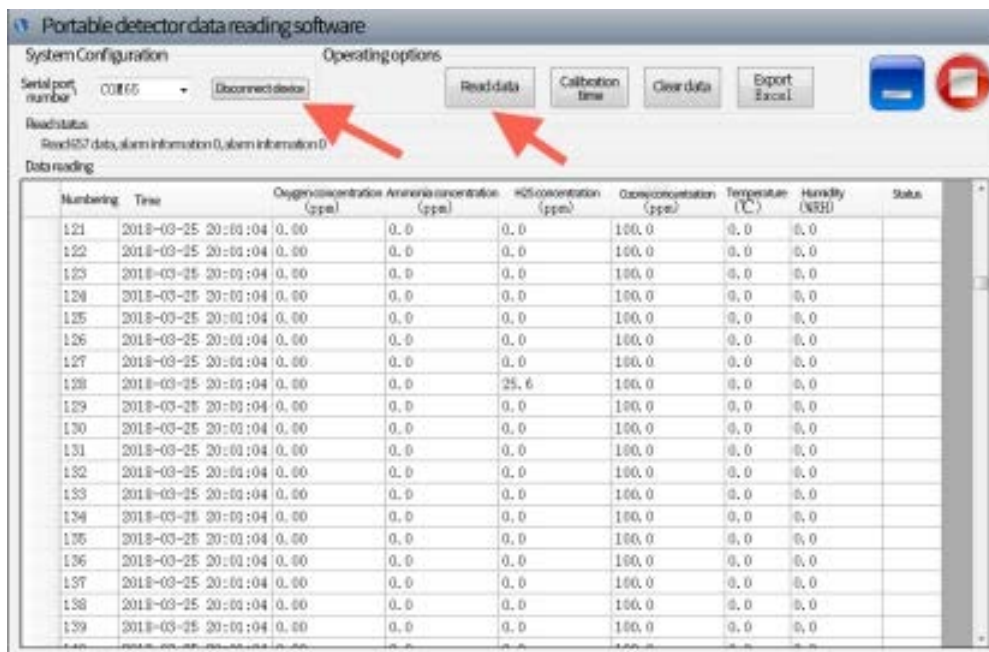 Portable detector data reading software
System Configuration Operating options
Serial port number COM65 Disconnect device Read data Calibration time Clear data Export Excel
Read status
Read 657 data, alarm information 0, alarm information 0
Data reading
Numbering Time Oxygen concentration (ppm) Ammonia concentration (ppm) H2S concentration (ppm) Ozone concentration (ppm) Temperature (℃) Humidity (%RH) Status
121 2018-03-25 20:01:04 0.00 0.0 0.0 100.0 0.0 0.0
122 2018-03-25 20:01:04 0.00 0.0 0.0 100.0 0.0 0.0
123 2018-03-25 20:01:04 0.00 0.0 0.0 100.0 0.0 0.0
124 2018-03-25 20:01:04 0.00 0.0 0.0 100.0 0.0 0.0
125 2018-03-25 20:01:04 0.00 0.0 0.0 100.0 0.0 0.0
126 2018-03-25 20:01:04 0.00 0.0 0.0 100.0 0.0 0.0
127 2018-03-25 20:01:04 0.00 0.0 0.0 100.0 0.0 0.0
128 2018-03-25 20:01:04 0.00 0.0 25.6 100.0 0.0 0.0
129 2018-03-25 20:01:04 0.00 0.0 0.0 100.0 0.0 0.0
130 2018-03-25 20:01:04 0.00 0.0 0.0 100.0 0.0 0.0
131 2018-03-25 20:01:04 0.00 0.0 0.0 100.0 0.0 0.0
132 2018-03-25 20:01:04 0.00 0.0 0.0 100.0 0.0 0.0
133 2018-03-25 20:01:04 0.00 0.0 0.0 100.0 0.0 0.0
134 2018-03-25 20:01:04 0.00 0.0 0.0 100.0 0.0 0.0
135 2018-03-25 20:01:04 0.00 0.0 0.0 100.0 0.0 0.0
136 2018-03-25 20:01:04 0.00 0.0 0.0 100.0 0.0 0.0
137 2018-03-25 20:01:04 0.00 0.0 0.0 100.0 0.0 0.0
138 2018-03-25 20:01:04 0.00 0.0 0.0 100.0 0.0 0.0
139 2018-03-25 20:01:04 0.00 0.0 0.0 100.0 0.0 0.0